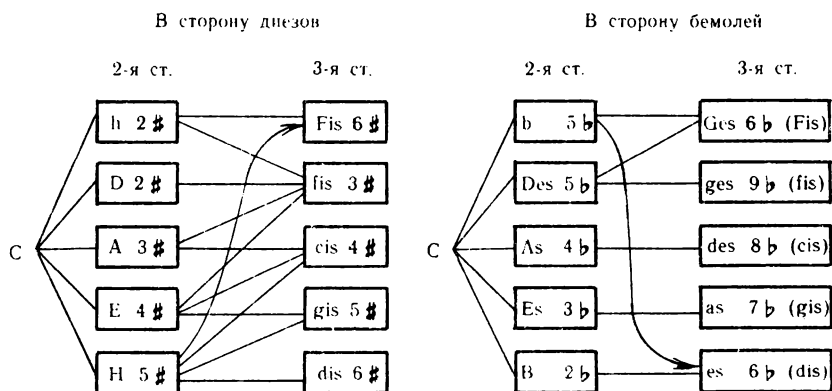 В сторону диезов В сторону бемолей
2-я ст. 3-я ст. 2-я ст. 3-я ст.
h 2♯ Fis 6♯ b 5♭ Ges 6♭ (Fis)
D 2♯ fis 3♯ Des 5♭ ges 9♭ (fis)
C A 3♯ cis 4♯ C As 4♭ des 8♭ (cis)
E 4♯ gis 5♯ Es 3♭ as 7♭ (gis)
H 5♯ dis 6♯ B 2♭ es 6♭ (dis)